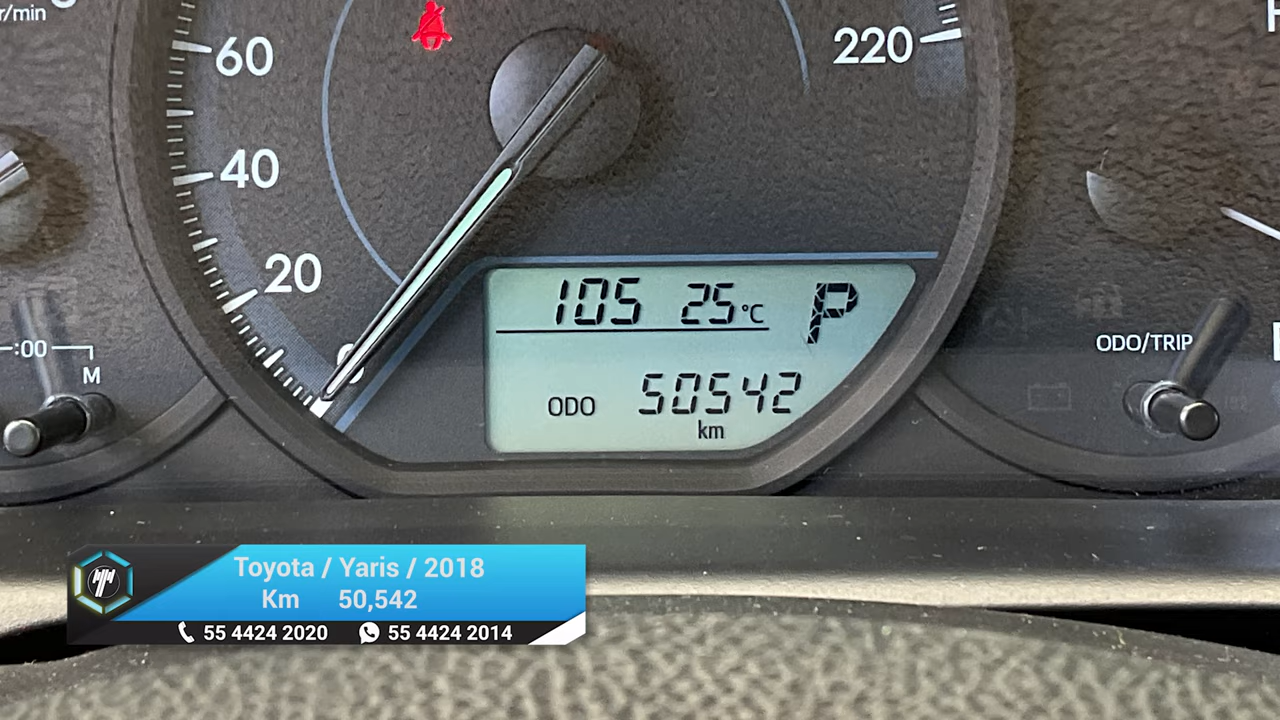 r/min
60
220
40
20
105 25°C P
:00
M
ODO/TRIP
ODO 50542
km
Toyota / Yaris / 2018
Km 50,542
55 4424 2020 55 4424 2014